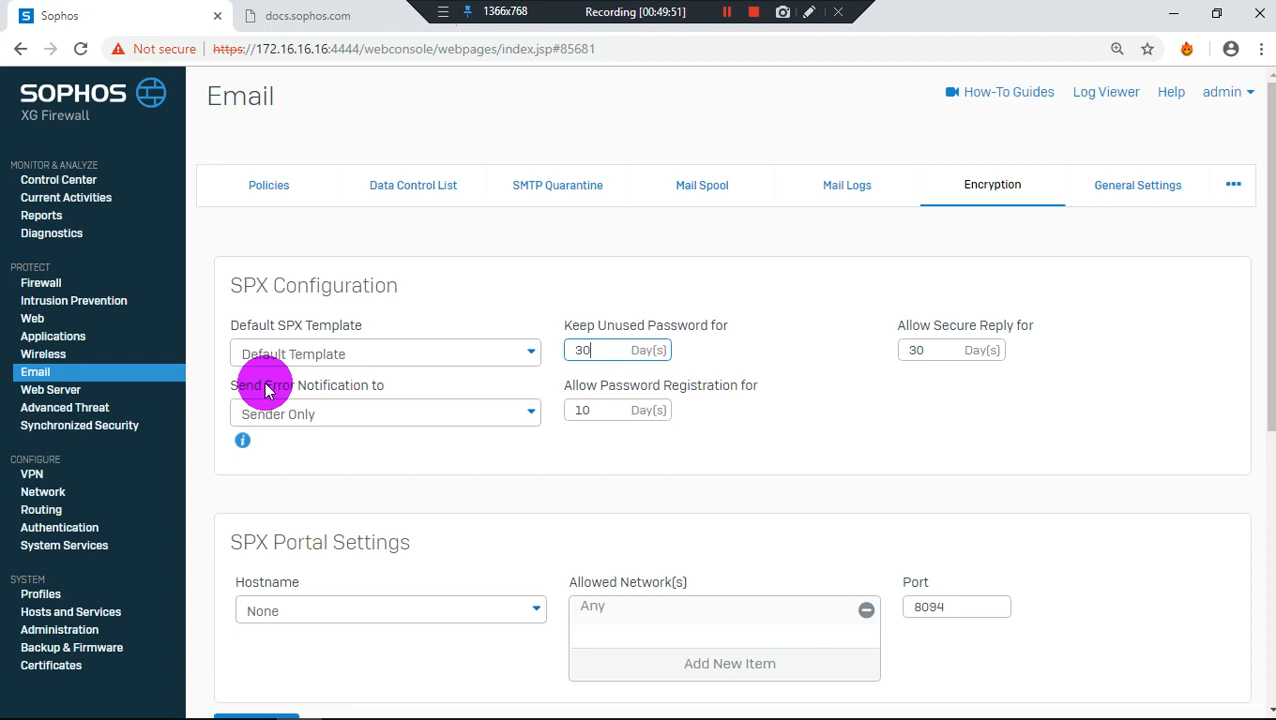 Sophos
docs.sophos.com
1366x768
Recording [00:49:51]
Not secure
https://172.16.16.16:4444/webconsole/webpages/index.jsp#85681
SOPHOS
XG Firewall
Email
How-To Guides
Log Viewer
Help
admin
MONITOR & ANALYZE
Control Center
Current Activities
Reports
Diagnostics
PROTECT
Firewall
Intrusion Prevention
Web
Applications
Wireless
Email
Web Server
Advanced Threat
Synchronized Security
CONFIGURE
VPN
Network
Routing
Authentication
System Services
SYSTEM
Profiles
Hosts and Services
Administration
Backup & Firmware
Certificates
Policies
Data Control List
SMTP Quarantine
Mail Spool
Mail Logs
Encryption
General Settings
SPX Configuration
Default SPX Template
Default Template
Keep Unused Password for
30 Day(s)
Allow Secure Reply for
30 Day(s)
Send Error Notification to
Sender Only
Allow Password Registration for
10 Day(s)
SPX Portal Settings
Hostname
None
Allowed Network(s)
Any
Add New Item
Port
8094